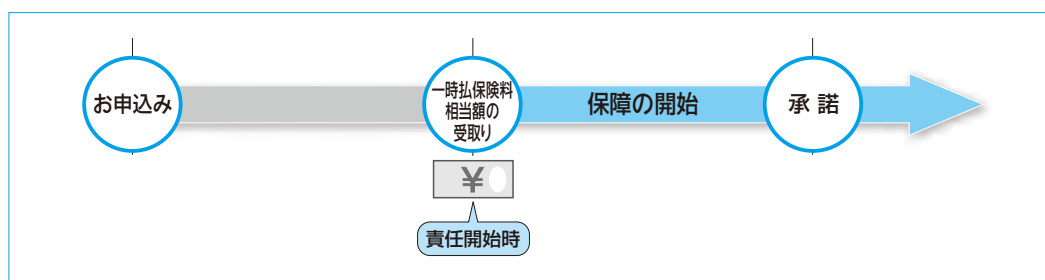 お申込み
一時払保険料
相当額の
受取り
保障の開始
承諾
¥
責任開始時